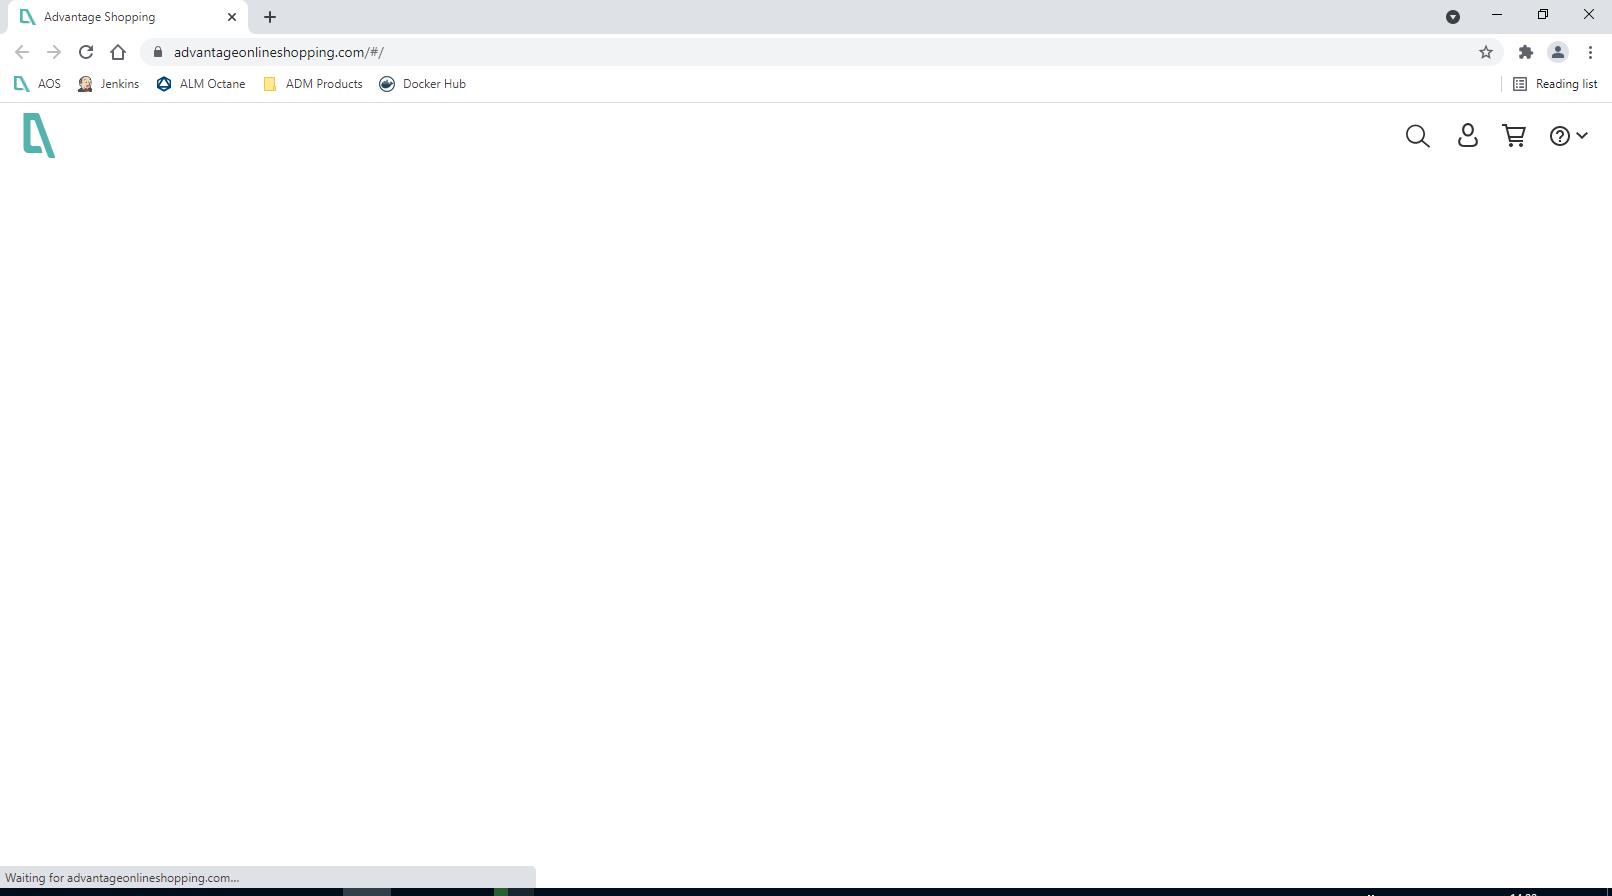 Advantage Shopping
advantageonlineshopping.com/#/
AOS
Jenkins
ALM Octane
ADM Products
Docker Hub
Reading list
Waiting for advantageonlineshopping.com...